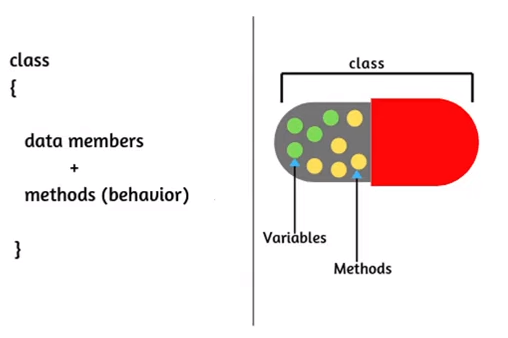 class
{
data members
+
methods (behavior)
}
class
Variables
Methods